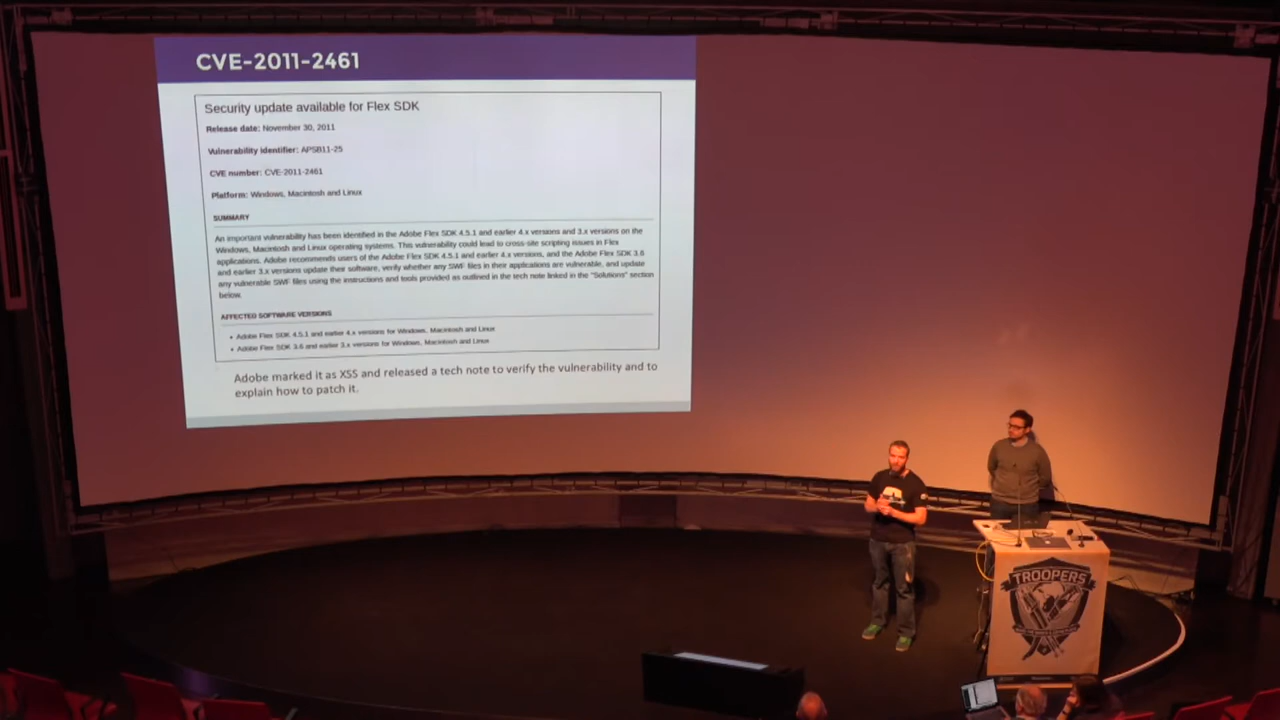 CVE-2011-2461
Security update available for Flex SDK
Release date: November 30, 2011
Vulnerability identifier: APSB11-25
CVE number: CVE-2011-2461
Platform: Windows, Macintosh and Linux
SUMMARY
An important vulnerability has been identified in the Adobe Flex SDK 4.5.1 and earlier 4.x versions and 3.x versions on the
Windows, Macintosh and Linux operating systems. This vulnerability could lead to cross-site scripting issues in Flex
applications. Adobe recommends users of the Adobe Flex SDK 4.5.1 and earlier 4.x versions, and the Adobe Flex SDK 3.6
and earlier 3.x versions update their software, verify whether any SWF files in their applications are vulnerable, and update
any vulnerable SWF files using the instructions and tools provided as outlined in the tech note linked in the "Solutions" section
below.
AFFECTED SOFTWARE VERSIONS
• Adobe Flex SDK 4.5.1 and earlier 4.x versions for Windows, Macintosh and Linux
• Adobe Flex SDK 3.6 and earlier 3.x versions for Windows, Macintosh and Linux
Adobe marked it as XSS and released a tech note to verify the vulnerability and to
explain how to patch it.
TROOPERS